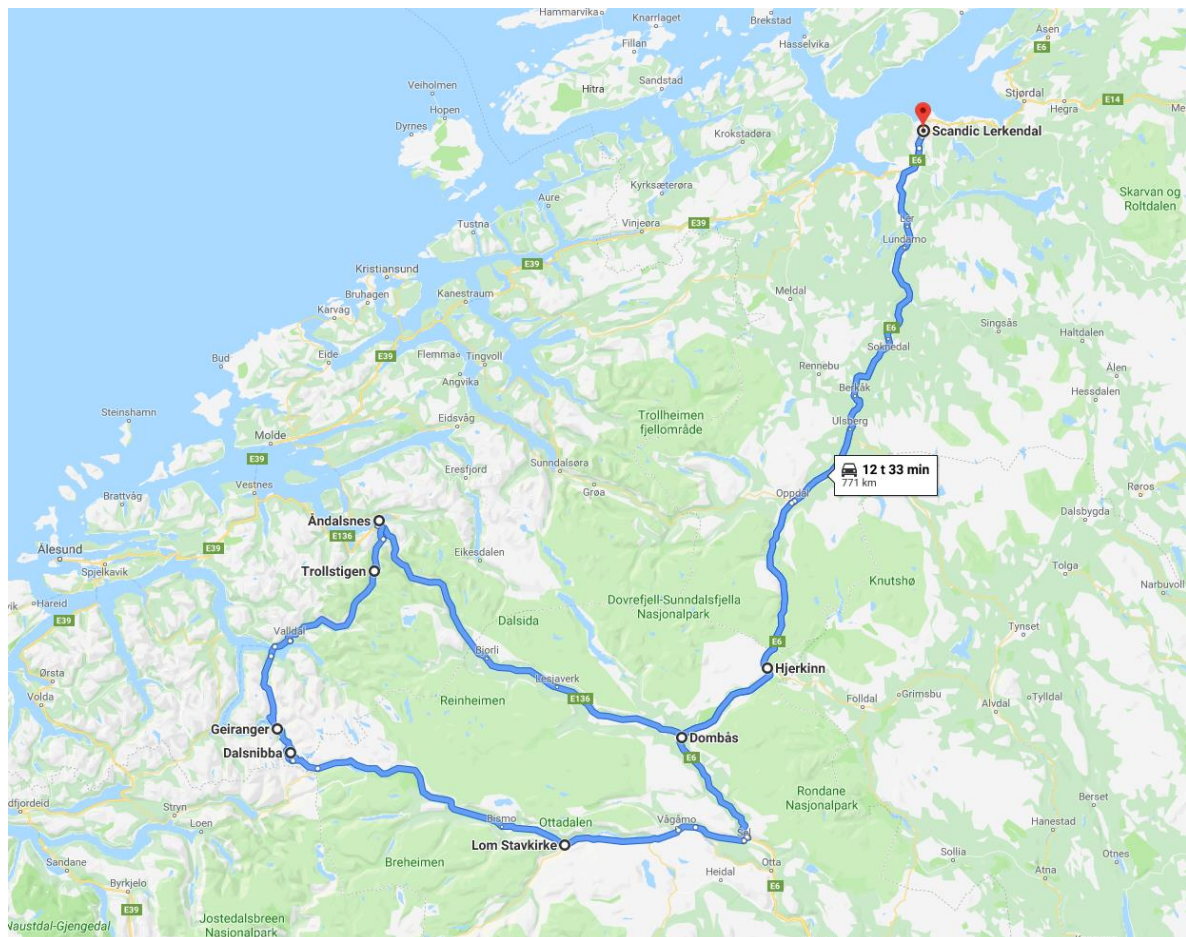 Hammarvika
Knarrlaget
Brekstad
Åsen
Hasselvika
E6
Fillan
Veiholmen
Sandstad
Hitra
Stjørdal
E14
Hegra
Hopen
Dyrnes
Krokstadøra
Scandic Lerkendal
E6
Skarvan og
Roltdalen
Kyrksæterøra
Aure
Ler
Tustna
Vinjeøra
E39
Lundamo
E39
Kristiansund
Bruhagen
Kanestraum
Meldal
Karvag
E6
Singsås
Haltdalen
Eide
E39
Flemma
Tingvoll
Soknedal
Bud
Rennebu
Ålen
Angvika
Berkåk
Hessdalen
Steinshamn
Trollheimen
fjellområde
Eidsvåg
Ulsberg
Molde
E39
Eresfjord
Sunndalsøra
12 t 33 min
771 km
Vestnes
Grøa
Oppdal
Røros
Brattvåg
Dalsbygda
Åndalsnes
E136
E39
Ålesund
Eikesdalen
Spjelkavik
Trollstigen
Tolga
Knutshø
Narbuvoll
vik
Hareid
E39
Dovrefjell-Sunndalsfjella
Nasjonalpark
Dalsida
Valldal
Tynset
E6
Bjorli
Ørsta
Hjerkinn
Lesjaverk
Volda
E136
Reinheimen
Folldal
Grimsbu
Tylldal
Alvdal
Geiranger
Dombås
Dalsnibba
E6
Rondane
Nasjonalpark
Stryn
Berset
dfjordeid
Loen
Bismo
Ottadalen
Vågåmo
Sel
Hanestad
Lom Stavkirke
Sandane
Breheimen
Otta
Sollia
Otnes
Heidal
Atna
Byrkjelo
E6
E39
Jostedalsbreen
Nasjonalpark
Naustdal-Gjengedal